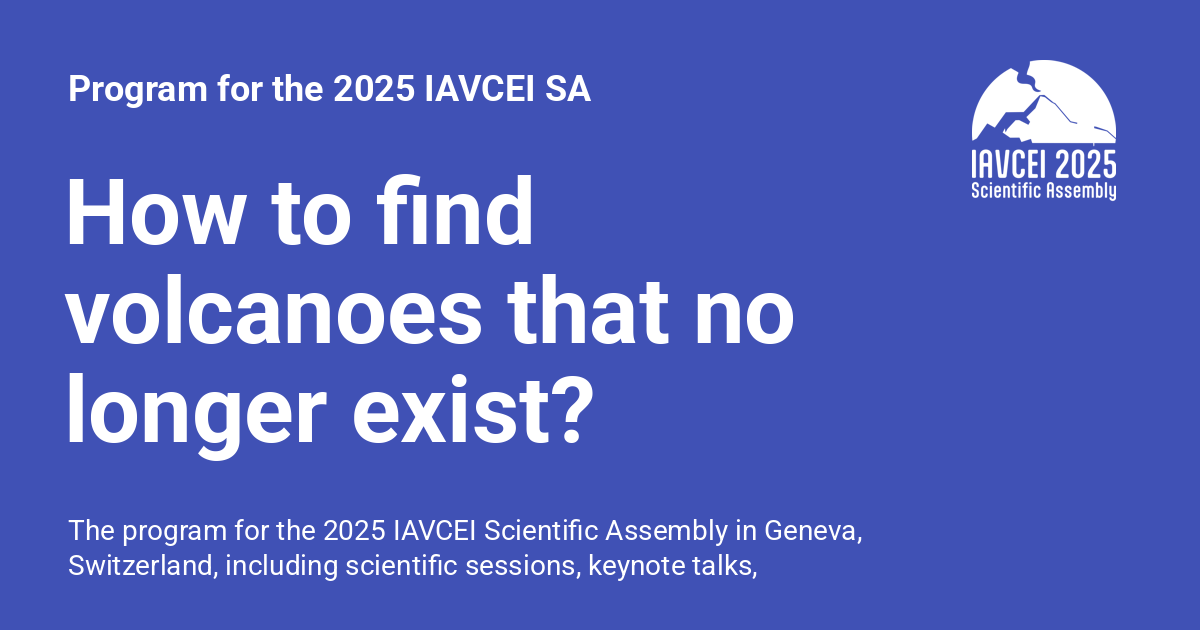 Program for the 2025 IAVCEI SA
IAVCEI 2025
Scientific Assembly
How to find
volcanoes that no
longer exist?
The program for the 2025 IAVCEI Scientific Assembly in Geneva,
Switzerland, including scientific sessions, keynote talks,